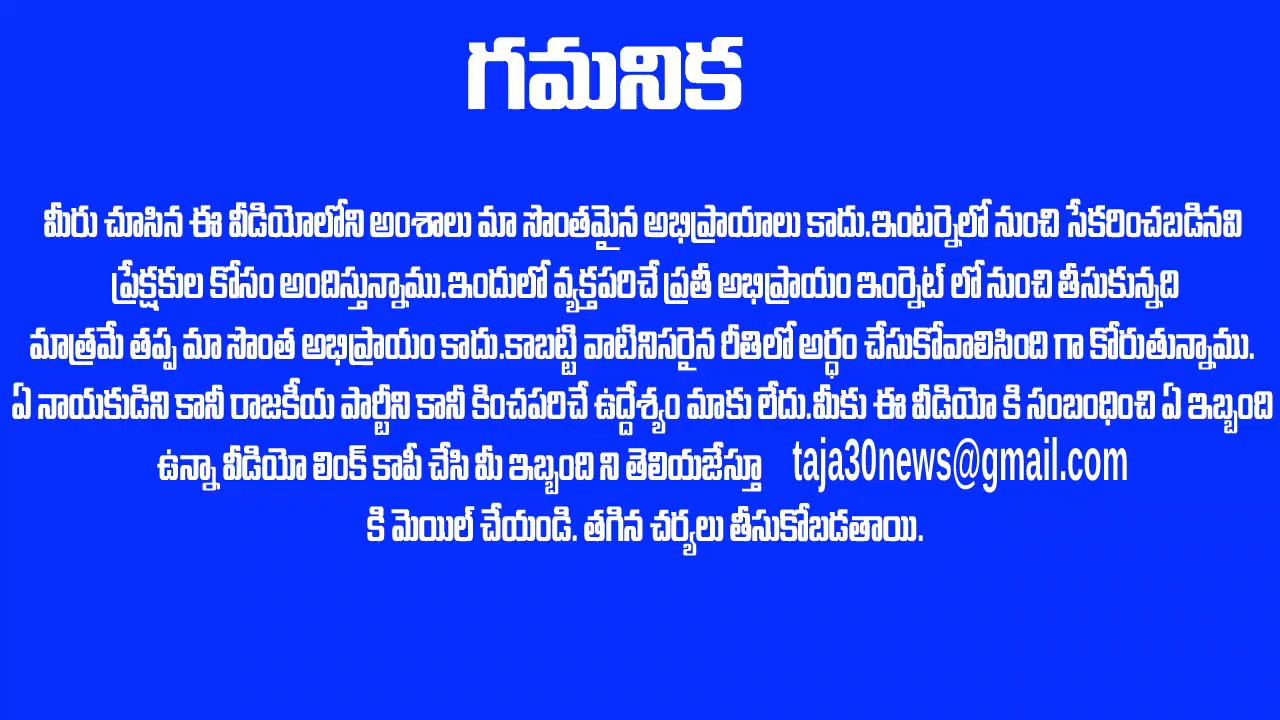 గమనిక
మీరు చూసిన ఈ వీడియోలోని అంశాలు మా సొంతమైన అభిప్రాయాలు కాదు.ఇంటర్నెలో నుంచి సేకరించబడినవి
ప్రేక్షకుల కోసం అందిస్తున్నాము.ఇందులో వ్యక్తపరిచే ప్రతీ అభిప్రాయం ఇంర్నెట్ లో నుంచి తీసుకున్నది
మాత్రమే తప్ప మా సొంత అభిప్రాయం కాదు.కాబట్టి వాటినిసరైన రీతిలో అర్ధం చేసుకోవాలిసింది గా కోరుతున్నాము.
ఏ నాయకుడిని కానీ రాజకీయ పార్టీని కానీ కించపరిచే ఉద్దేశ్యం మాకు లేదు.మీకు ఈ వీడియో కి సంబంధించి ఏ ఇబ్బంది
ఉన్నా వీడియో లింక్ కాపీ చేసి మీ ఇబ్బంది ని తెలియజేస్తూ taja30news@gmail.com
కి మెయిల్ చేయండి. తగిన చర్యలు తీసుకోబడతాయి.